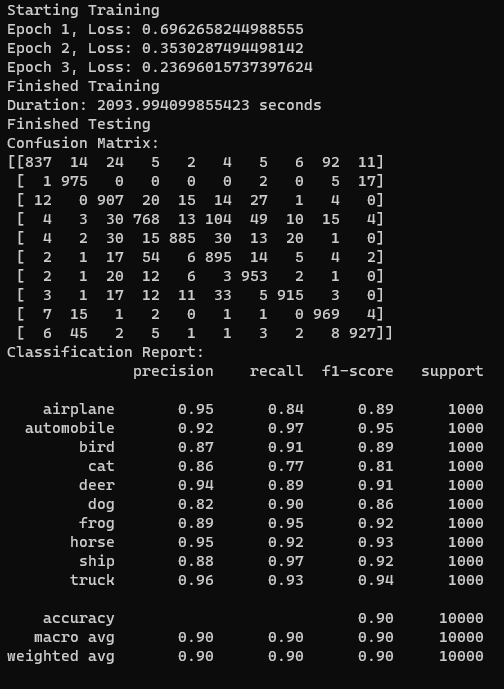 Starting Training
Epoch 1, Loss: 0.6962658244988555
Epoch 2, Loss: 0.3530287494498142
Epoch 3, Loss: 0.23696015737397624
Finished Training
Duration: 2093.994099855423 seconds
Finished Testing
Confusion Matrix:
[[837  14  24   5   2   4   5   6  92  11]
 [  1 975   0   0   0   0   2   0   5  17]
 [ 12   0 907  20  15  14  27   1   4   0]
 [  4   3  30 768  13 104  49  10  15   4]
 [  4   2  30  15 885  30  13  20   1   0]
 [  2   1  17  54   6 895  14   5   4   2]
 [  2   1  20  12   6   3 953   2   1   0]
 [  3   1  17  12  11  33   5 915   3   0]
 [  7  15   1   2   0   1   1   0 969   4]
 [  6  45   2   5   1   1   3   2   8 927]]
Classification Report:
              precision    recall  f1-score   support

    airplane       0.95      0.84      0.89      1000
  automobile       0.92      0.97      0.95      1000
        bird       0.87      0.91      0.89      1000
         cat       0.86      0.77      0.81      1000
        deer       0.94      0.89      0.91      1000
         dog       0.82      0.90      0.86      1000
        frog       0.89      0.95      0.92      1000
       horse       0.95      0.92      0.93      1000
        ship       0.88      0.97      0.92      1000
       truck       0.96      0.93      0.94      1000

    accuracy                           0.90     10000
   macro avg       0.90      0.90      0.90     10000
weighted avg       0.90      0.90      0.90     10000